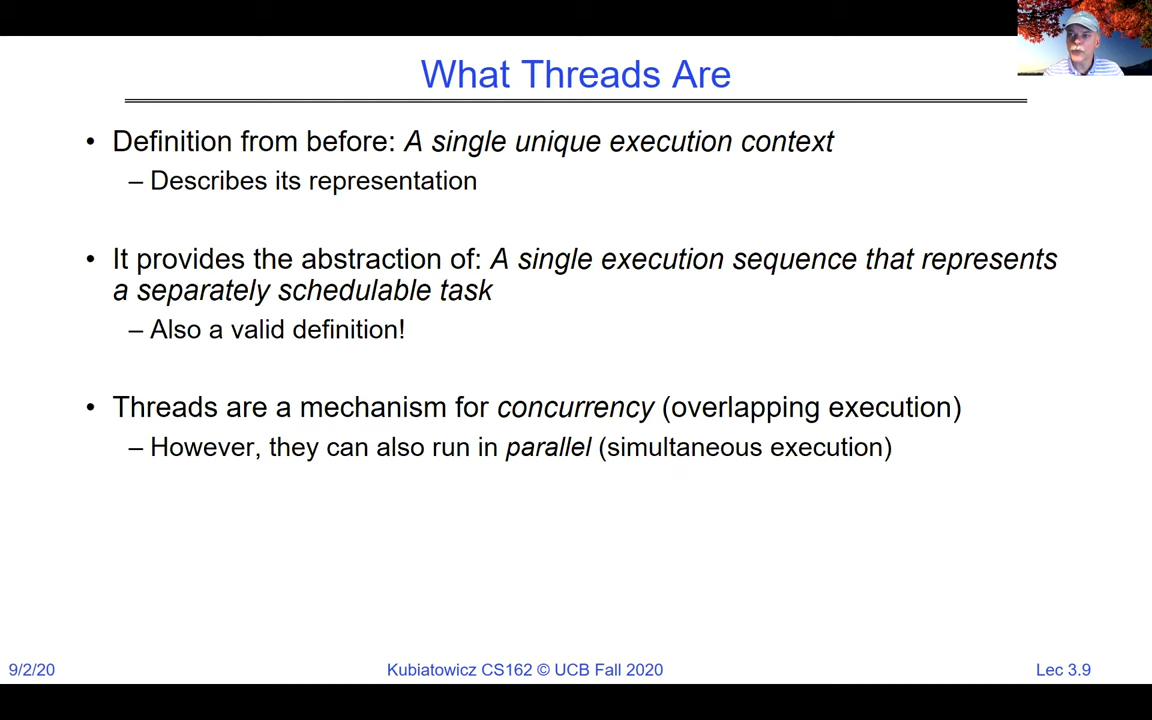 What Threads Are
• Definition from before: A single unique execution context
– Describes its representation
• It provides the abstraction of: A single execution sequence that represents
a separately schedulable task
– Also a valid definition!
• Threads are a mechanism for concurrency (overlapping execution)
– However, they can also run in parallel (simultaneous execution)
9/2/20
Kubiatowicz CS162 © UCB Fall 2020
Lec 3.9